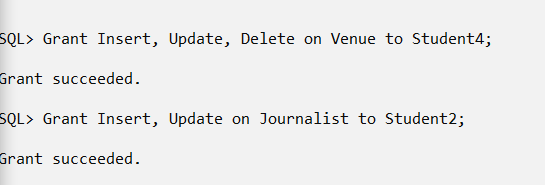 SQL> Grant Insert, Update, Delete on Venue to Student4;
Grant succeeded.
SQL> Grant Insert, Update on Journalist to Student2;
Grant succeeded.